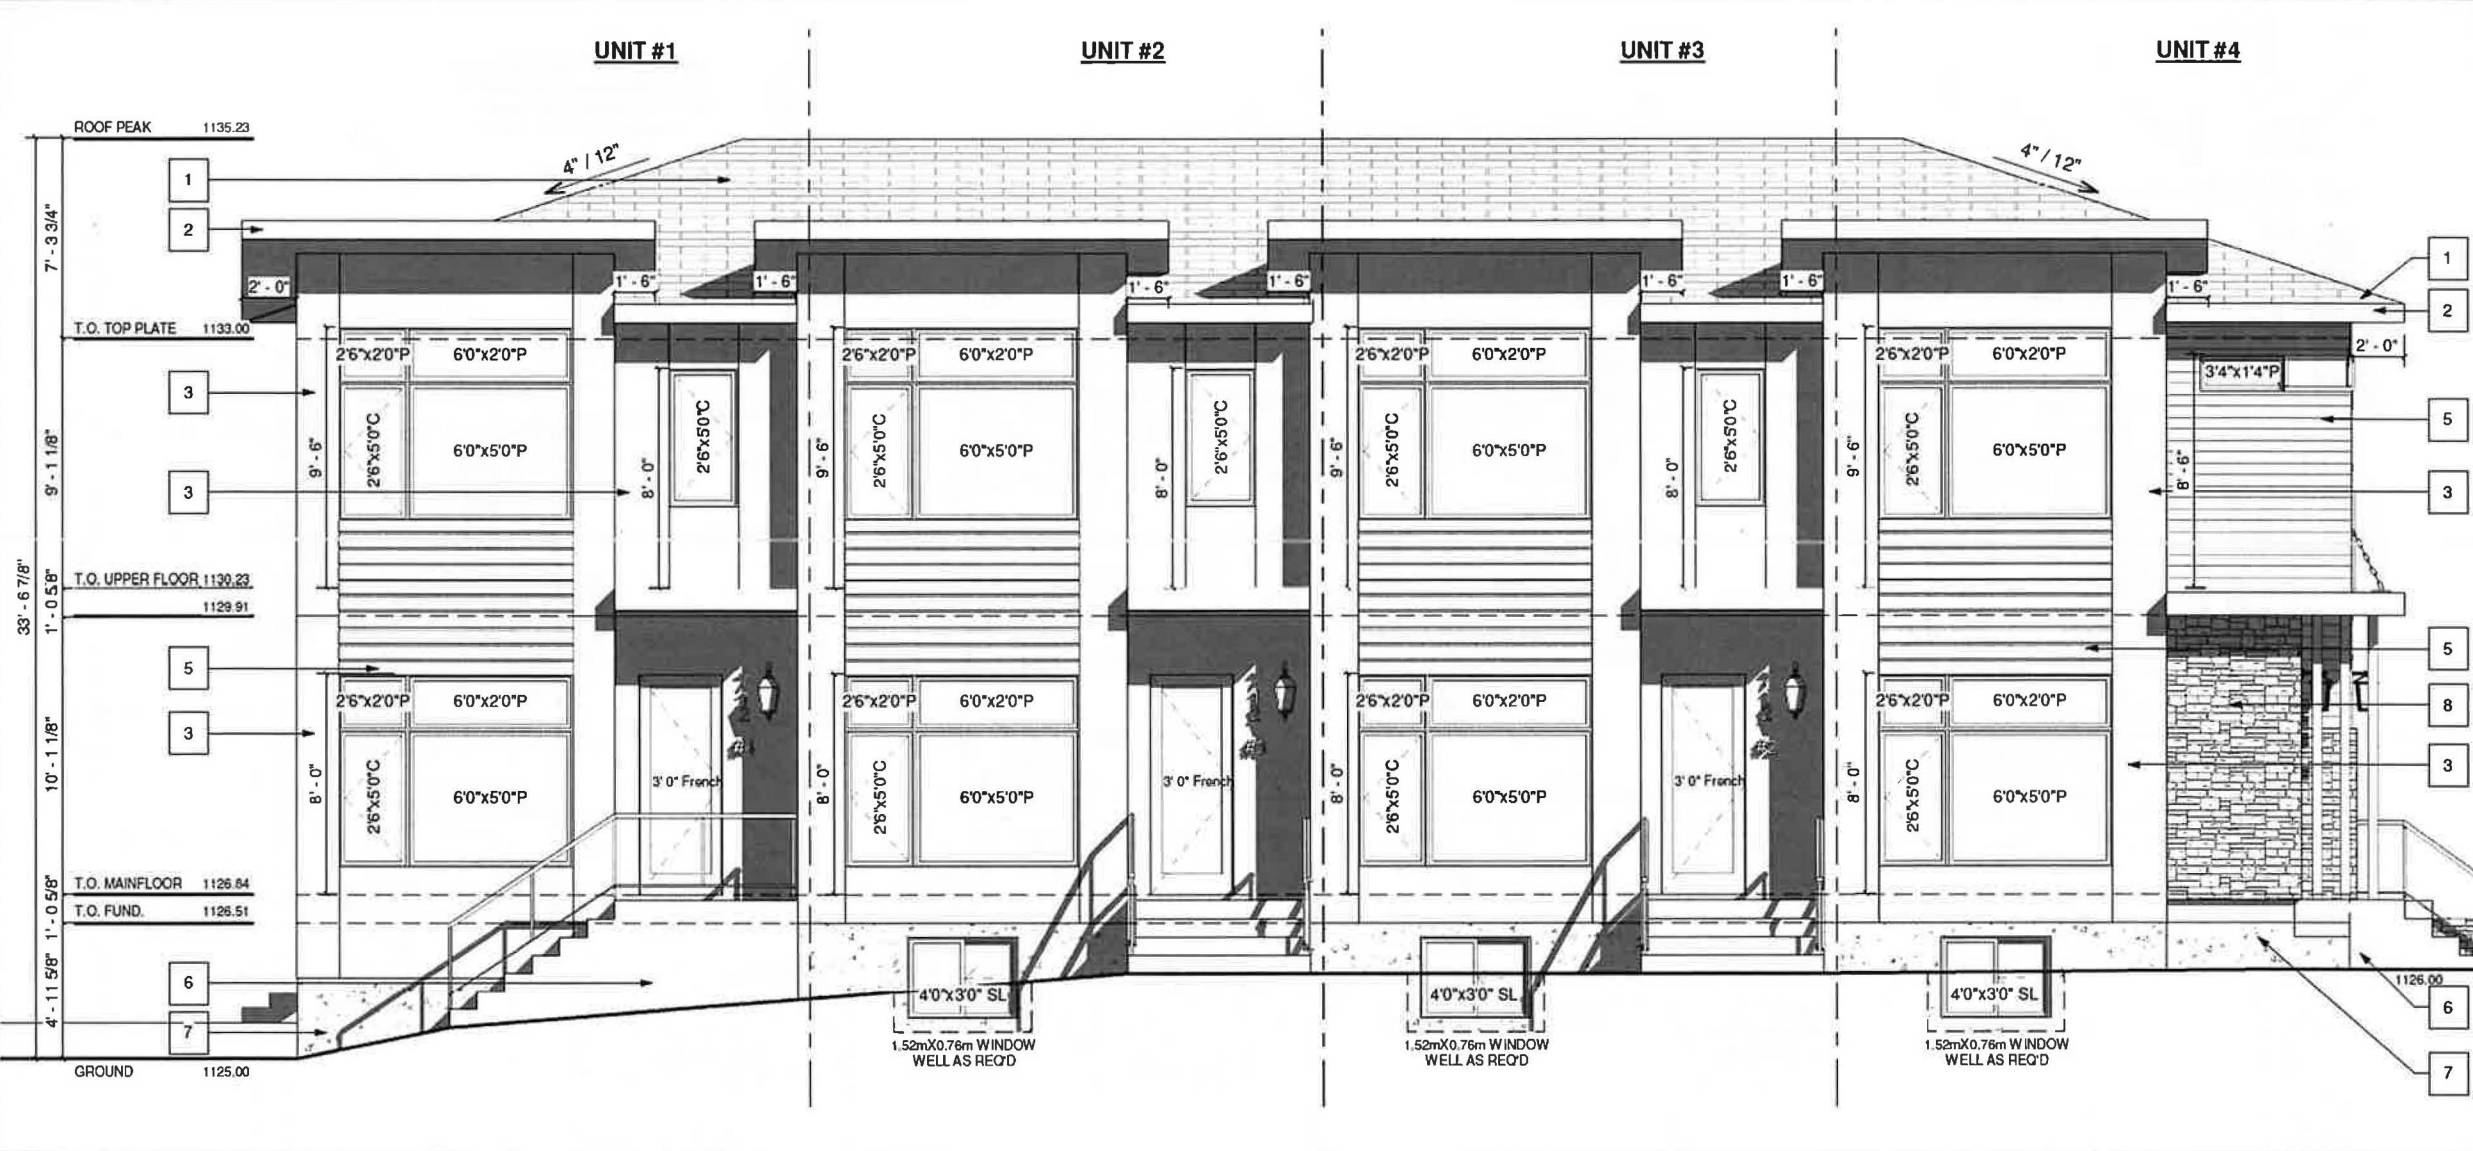 UNIT #1
UNIT #2
UNIT #3
UNIT #4
ROOF PEAK 1135.23
4" / 12"
4" / 12"
1
2
7' - 3 3/4"
1
2
2' - 0"
1' - 6"
1' - 6"
1' - 6"
1' - 6"
1' - 6"
1' - 6"
1' - 6"
T.O. TOP PLATE 1133.00
2' - 0"
2'6"x2'0"P
6'0"x2'0"P
2'6"x2'0"P
6'0"x2'0"P
2'6"x2'0"P
6'0"x2'0"P
2'6"x2'0"P
6'0"x2'0"P
3'4"x1'4"P
3
5
9' - 1 1/8"
9' - 6"
2'6"x5'0"C
6'0"x5'0"P
8' - 0"
2'6"x5'0"C
9' - 6"
2'6"x5'0"C
6'0"x5'0"P
8' - 0"
2'6"x5'0"C
9' - 6"
2'6"x5'0"C
6'0"x5'0"P
8' - 0"
2'6"x5'0"C
9' - 6"
2'6"x5'0"C
6'0"x5'0"P
8' - 6"
3
3
33' - 6 7/8"
T.O. UPPER FLOOR 1130.23
1' - 0 5/8"
1129.91
5
5
2'6"x2'0"P
6'0"x2'0"P
2'6"x2'0"P
6'0"x2'0"P
2'6"x2'0"P
6'0"x2'0"P
2'6"x2'0"P
6'0"x2'0"P
8
3
3
10' - 1 1/8"
8' - 0"
2'6"x5'0"C
6'0"x5'0"P
3' 0" French
8' - 0"
2'6"x5'0"C
6'0"x5'0"P
3' 0" French
8' - 0"
2'6"x5'0"C
6'0"x5'0"P
3' 0" French
8' - 0"
2'6"x5'0"C
6'0"x5'0"P
T.O. MAINFLOOR 1126.84
1' - 0 5/8"
T.O. FUND. 1126.51
4' - 11 5/8"
6
4'0"x3'0" SL
4'0"x3'0" SL
4'0"x3'0" SL
1126.00
6
7
1.52mX0.76m WINDOW
WELL AS REQ'D
1.52mX0.76m WINDOW
WELL AS REQ'D
1.52mX0.76m WINDOW
WELL AS REQ'D
GROUND 1125.00
7